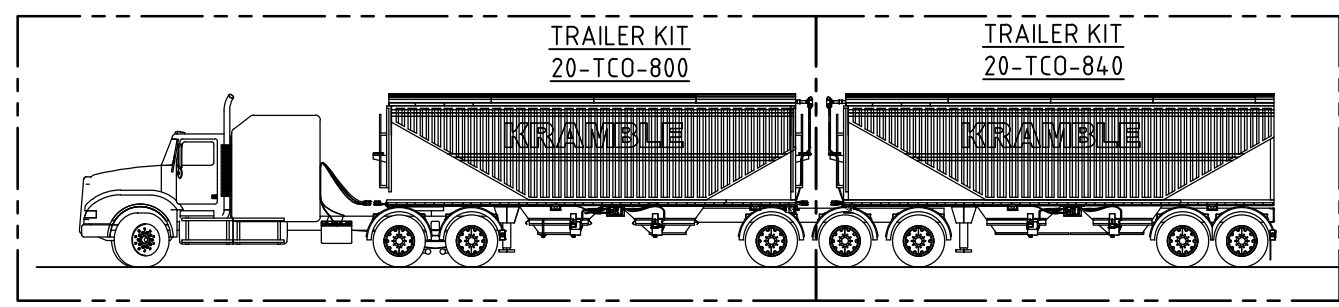 TRAILER KIT
20-TCO-800
TRAILER KIT
20-TCO-840
KRAMBLE
KRAMBLE